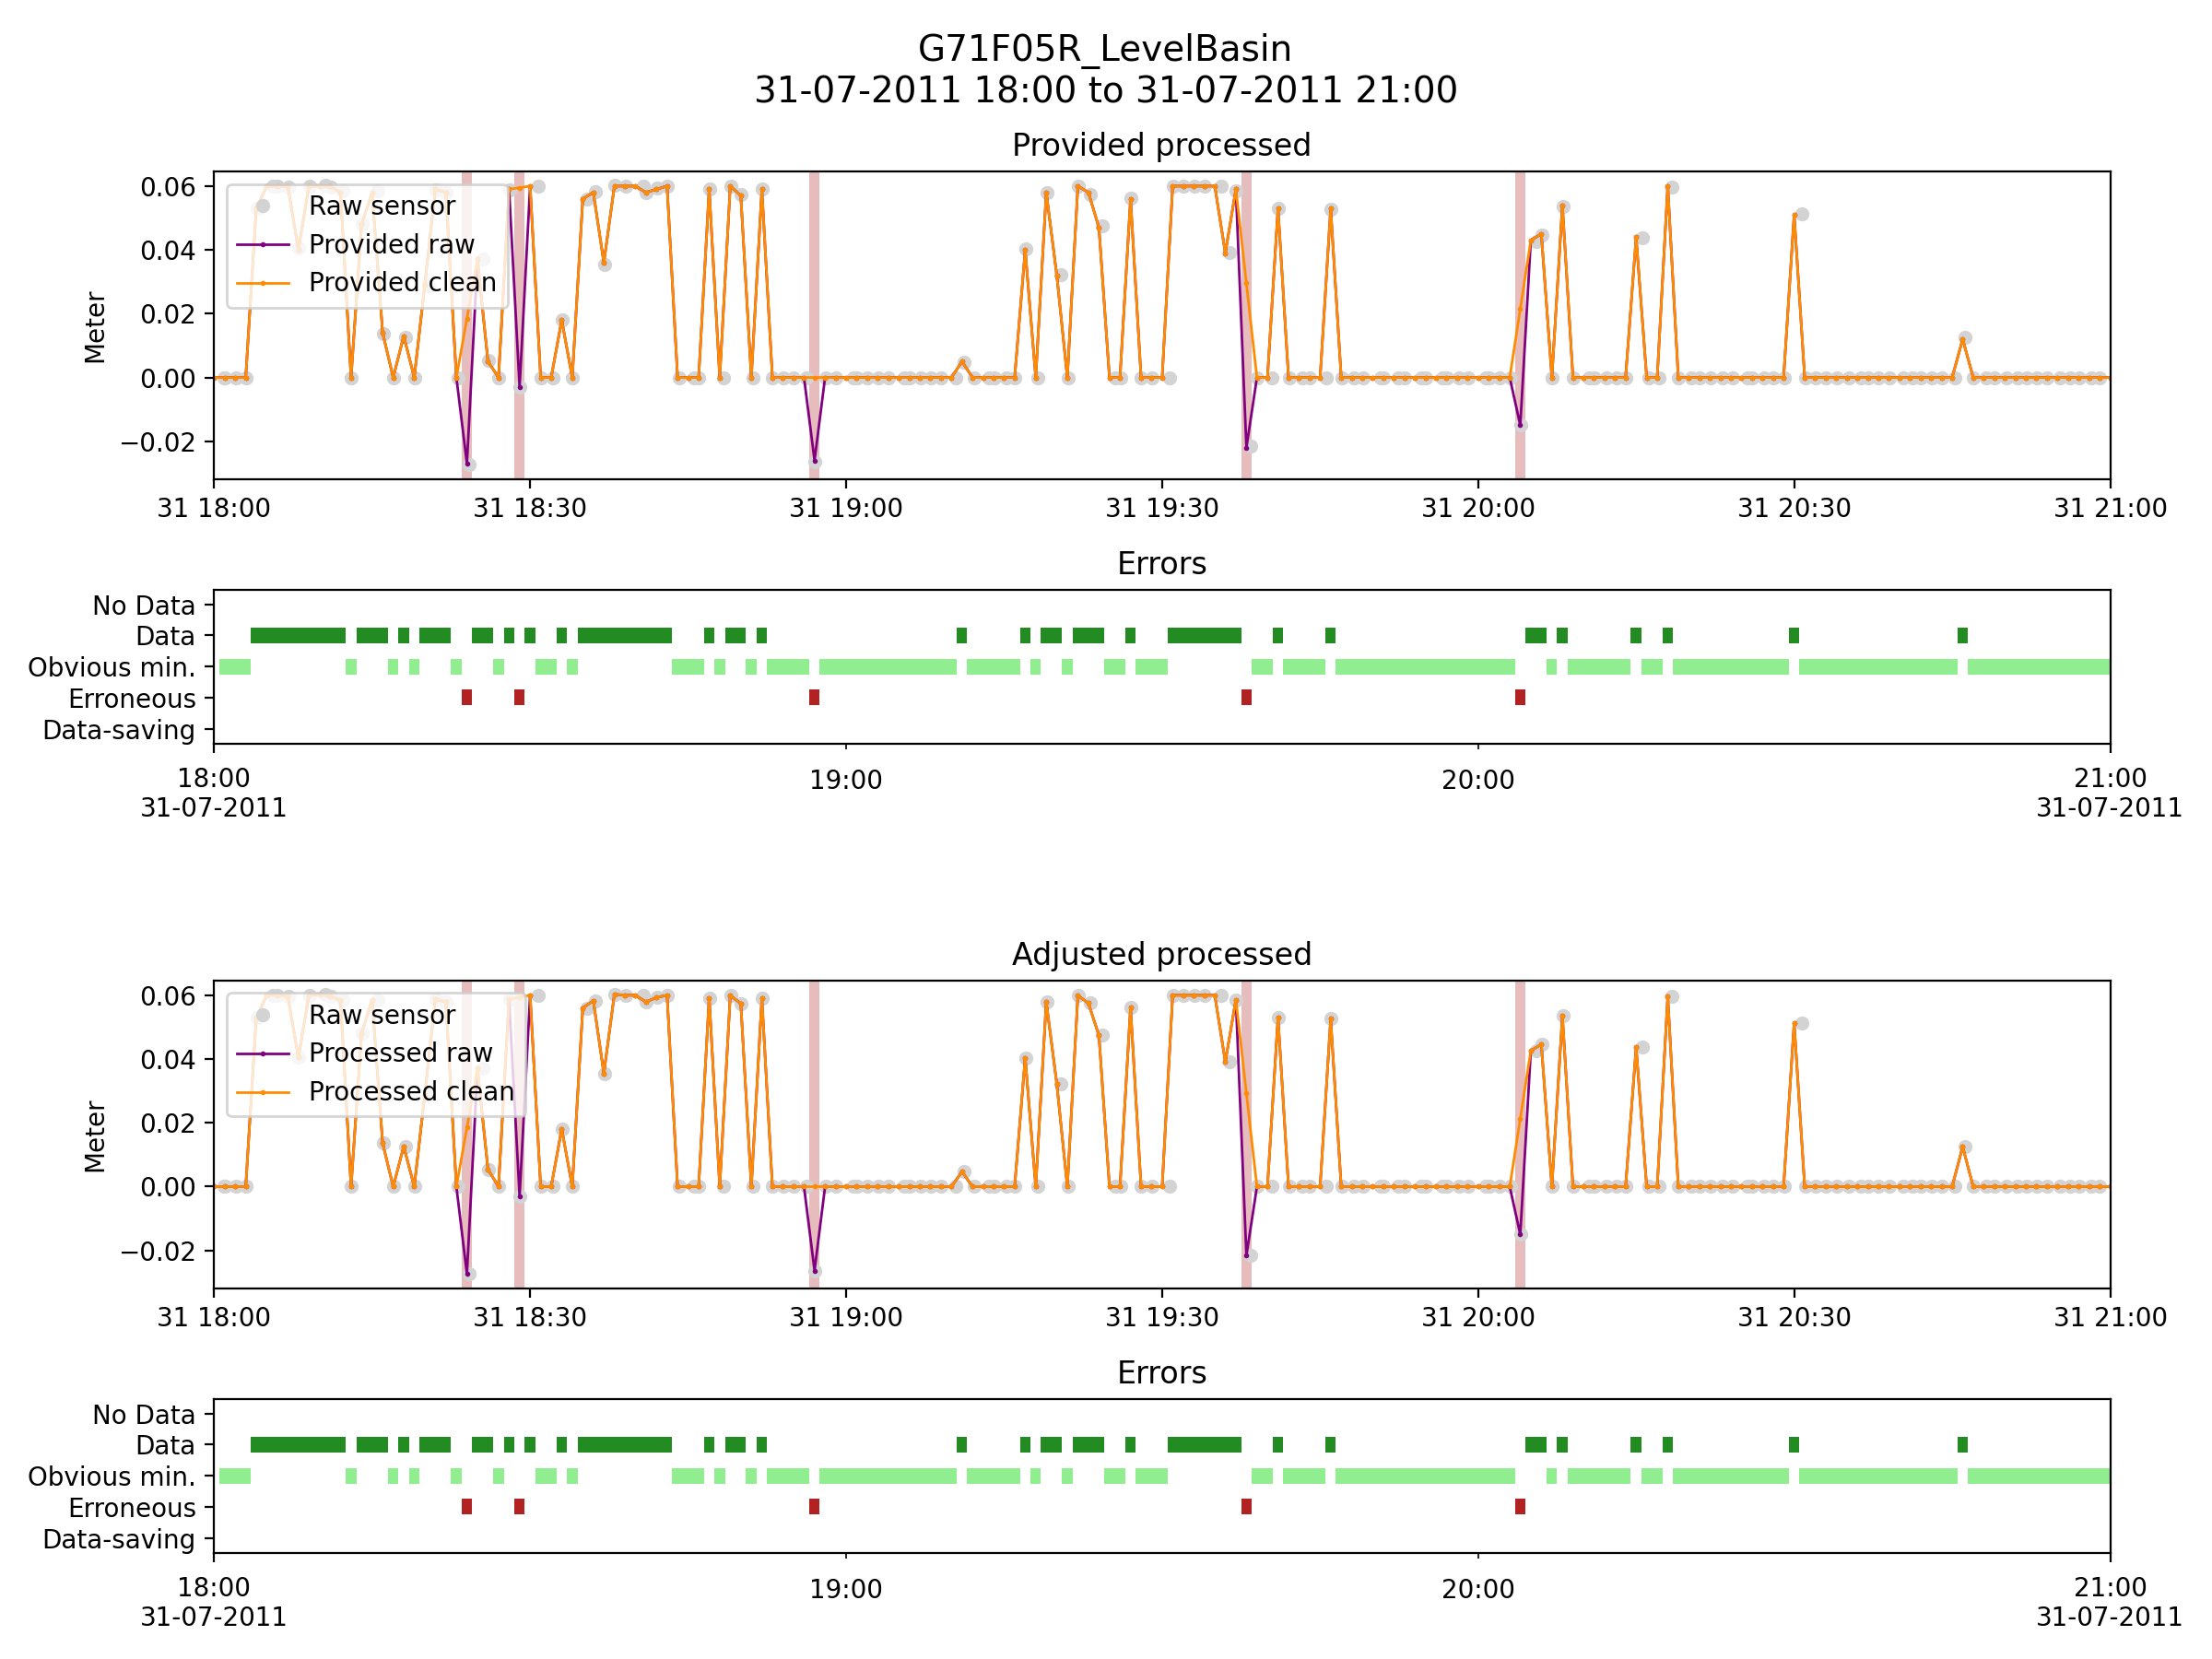 G71F05R_LevelBasin
31-07-2011 18:00 to 31-07-2011 21:00
Provided processed
0.06
0.04
0.02
0.00
−0.02
Meter
Raw sensor
Provided raw
Provided clean
31 18:00 31 18:30 31 19:00 31 19:30 31 20:00 31 20:30 31 21:00
Errors
No Data
Data
Obvious min.
Erroneous
Data-saving
18:00 19:00 20:00 21:00
31-07-2011 31-07-2011
Adjusted processed
0.06
0.04
0.02
0.00
−0.02
Meter
Raw sensor
Processed raw
Processed clean
31 18:00 31 18:30 31 19:00 31 19:30 31 20:00 31 20:30 31 21:00
Errors
No Data
Data
Obvious min.
Erroneous
Data-saving
18:00 19:00 20:00 21:00
31-07-2011 31-07-2011